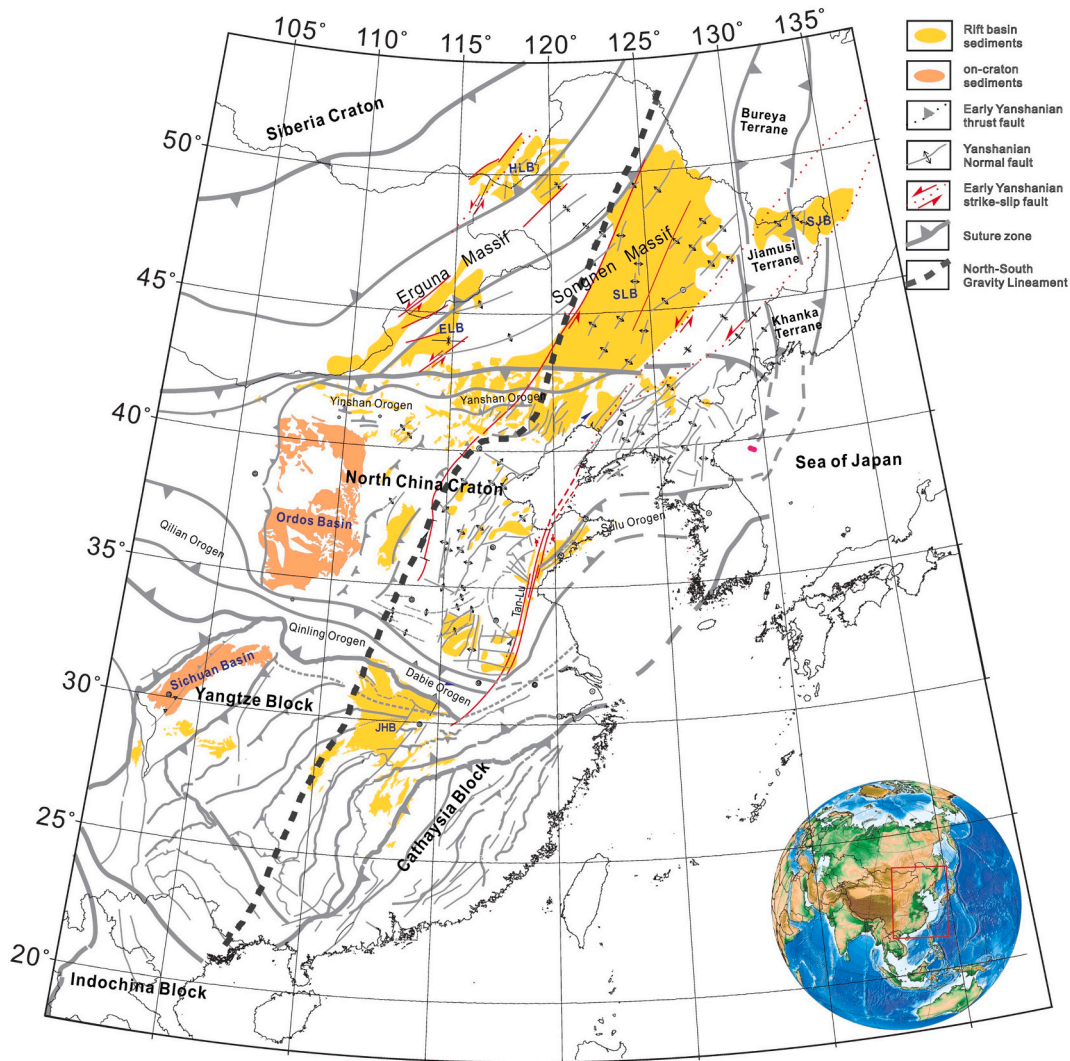 105°
110°
115°
120°
125°
130°
135°
50°
45°
40°
35°
30°
25°
20°
Rift basin
sediments
on-craton
sediments
Early Yanshanian
thrust fault
Yanshanian
Normal fault
Early Yanshanian
strike-slip fault
Suture zone
North-South
Gravity Lineament
Siberia Craton
Bureya
Terrane
HLB
SJB
Erguna Massif
Songnen Massif
Jiamusi
Terrane
SLB
ELB
Khanka
Terrane
Yinshan Orogen
Yanshan Orogen
Sea of Japan
North China Craton
Ordos Basin
Qilian Orogen
Sulu Orogen
Tan-Lu
Qinling Orogen
Sichuan Basin
Dabie Orogen
Yangtze Block
JHB
Cathaysia Block
Indochina Block